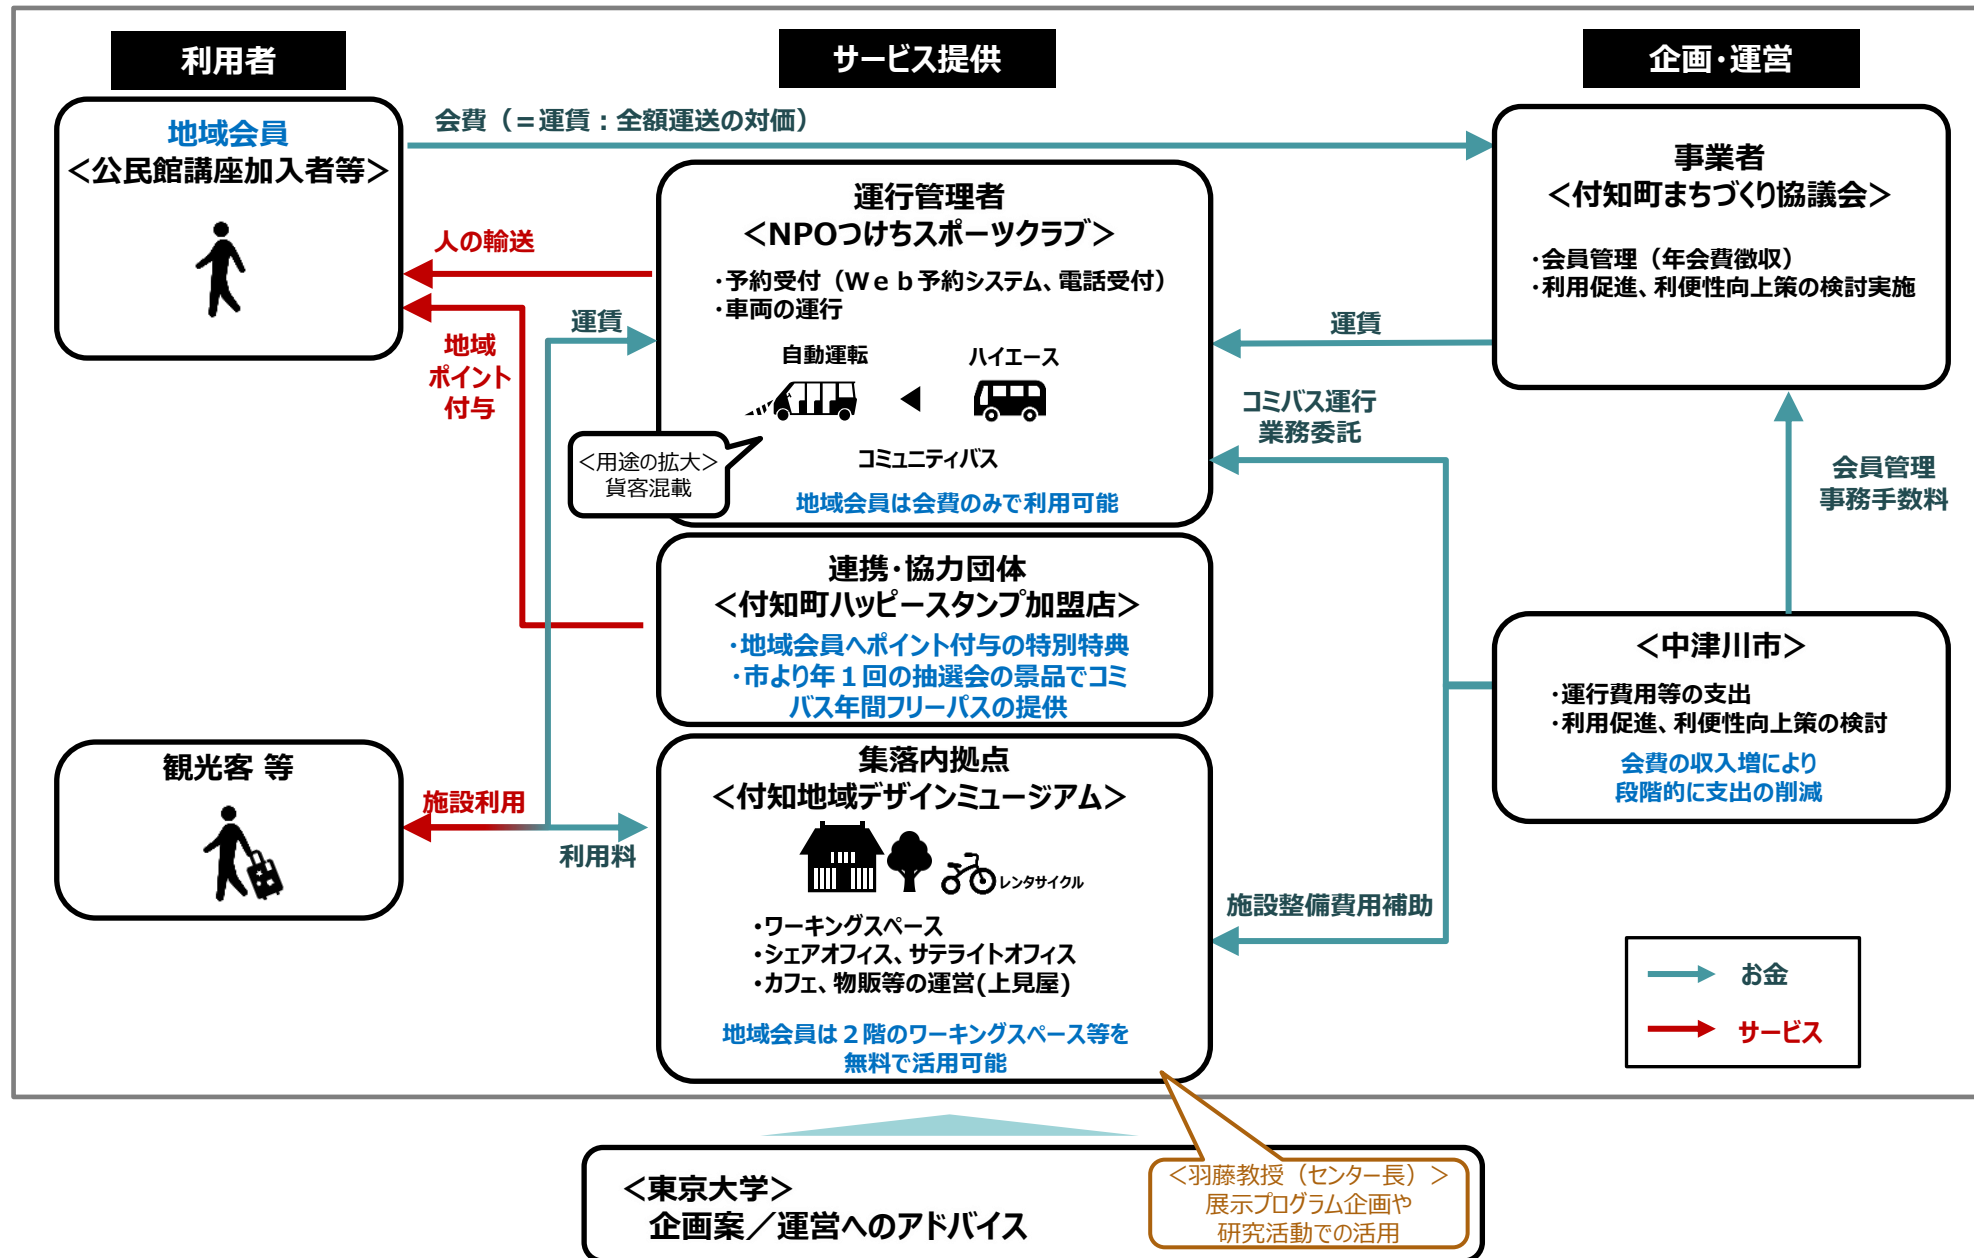 利用者
サービス提供
企画・運営
地域会員
＜公民館講座加入者等＞
会費（＝運賃：全額運送の対価）
事業者
＜付知町まちづくり協議会＞
・会員管理（年会費徴収）
・利用促進、利便性向上策の検討実施
運行管理者
＜NPOつけちスポーツクラブ＞
・予約受付（Ｗｅｂ予約システム、電話受付）
・車両の運行
自動運転
ハイエース
コミュニティバス
地域会員は会費のみで利用可能
＜用途の拡大＞
貨客混載
人の輸送
地域
ポイント
付与
運賃
運賃
コミバス運行
業務委託
会員管理
事務手数料
連携・協力団体
＜付知町ハッピースタンプ加盟店＞
・地域会員へポイント付与の特別特典
・市より年１回の抽選会の景品でコミ
バス年間フリーパスの提供
＜中津川市＞
・運行費用等の支出
・利用促進、利便性向上策の検討
会費の収入増により
段階的に支出の削減
観光客 等
施設利用
利用料
集落内拠点
＜付知地域デザインミュージアム＞
レンタサイクル
・ワーキングスペース
・シェアオフィス、サテライトオフィス
・カフェ、物販等の運営(上見屋)
地域会員は２階のワーキングスペース等を
無料で活用可能
施設整備費用補助
お金
サービス
＜東京大学＞
企画案／運営へのアドバイス
＜羽藤教授（センター長）＞
展示プログラム企画や
研究活動での活用